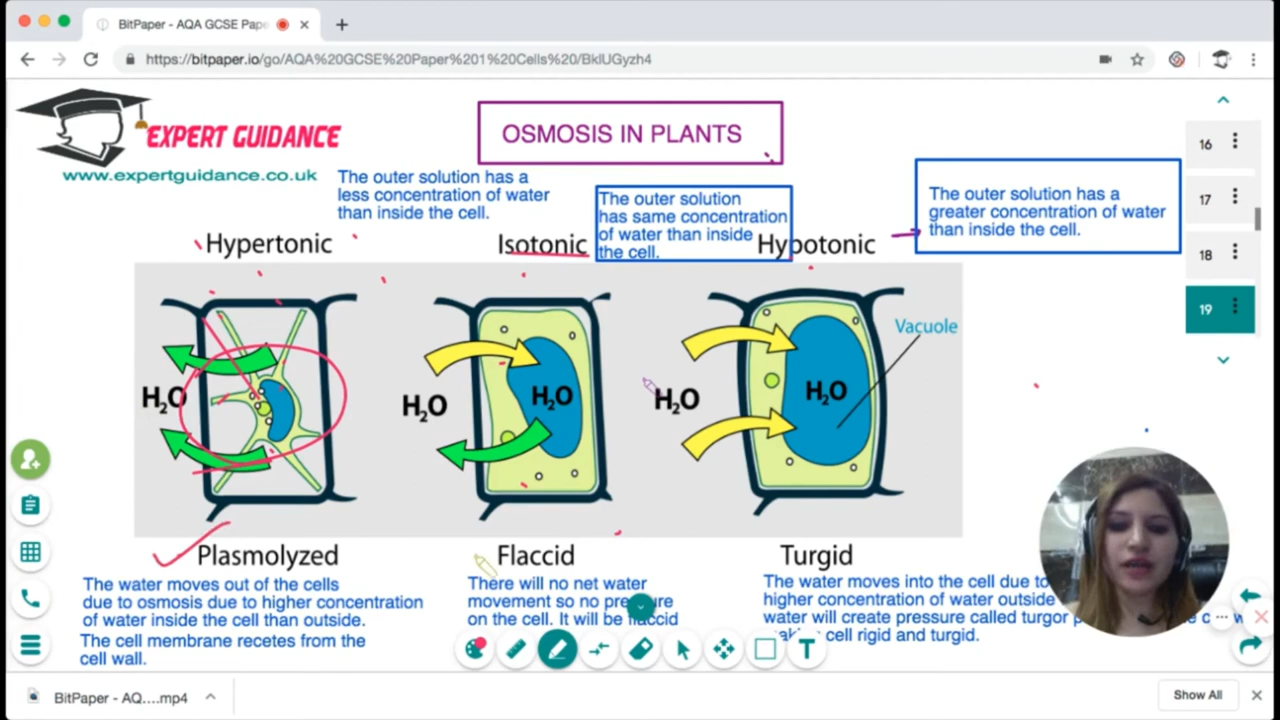 BitPaper - AQA GCSE Pape
https://bitpaper.io/go/AQA%20GCSE%20Paper%201%20Cells%20/BklUGyzh4
EXPERT GUIDANCE
www.expertguidance.co.uk
OSMOSIS IN PLANTS
The outer solution has a
less concentration of water
than inside the cell.
The outer solution
has same concentration
of water than inside
the cell.
The outer solution has a
greater concentration of water
than inside the cell.
Hypertonic
Isotonic
Hypotonic
H₂O
H₂O
H₂O
H₂O
H₂O
Vacuole
Plasmolyzed
Flaccid
Turgid
The water moves out of the cells
due to osmosis due to higher concentration
of water inside the cell than outside.
The cell membrane recetes from the
cell wall.
There will no net water
movement so no pressure
on the cell. It will be flaccid
The water moves into the cell due to
higher concentration of water outside
water will create pressure called turgor
cell rigid and turgid.
16
17
18
19
T
BitPaper - AQ....mp4
Show All